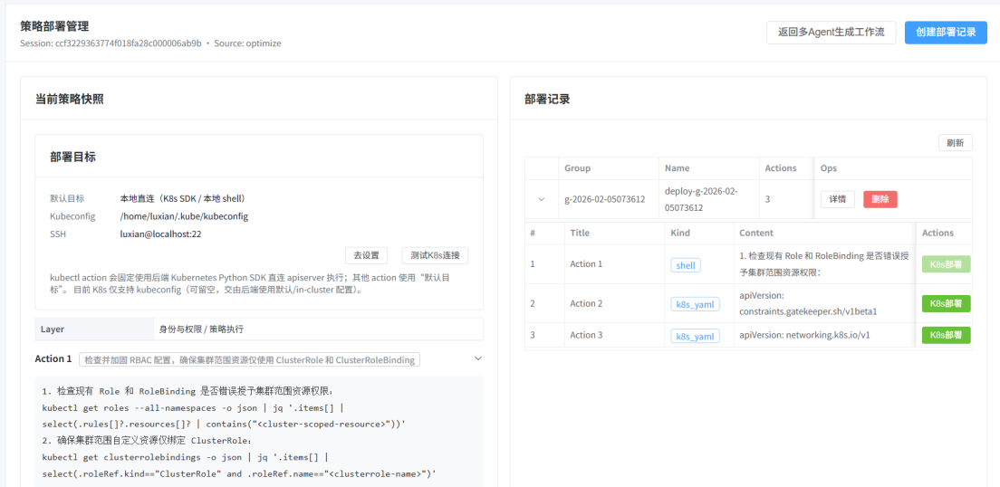 策略部署管理
Session: ccf3229363774f018fa28c000006ab9b • Source: optimize
返回多Agent生成工作流
创建部署记录
当前策略快照
部署目标
默认目标 本地直连（K8s SDK / 本地 shell）
Kubeconfig /home/luxian/.kube/kubeconfig
SSH luxian@localhost:22
去设置 测试K8s连接
kubectl action 会固定使用后端 Kubernetes Python SDK 直连 apiserver 执行；其他 action 使用“默认目
标”。 目前 K8s 仅支持 kubeconfig（可留空，交由后端使用默认/in-cluster 配置）。
Layer 身份与权限 / 策略执行
Action 1 检查并加固 RBAC 配置，确保集群范围资源仅使用 ClusterRole 和 ClusterRoleBinding
1. 检查现有 Role 和 RoleBinding 是否错误授予集群范围资源权限：
kubectl get roles --all-namespaces -o json | jq '.items[] |
select(.rules[]?.resources[]? | contains("<cluster-scoped-resource>"))'
2. 确保集群范围自定义资源仅绑定 ClusterRole：
kubectl get clusterrolebindings -o json | jq '.items[] |
select(.roleRef.kind=="ClusterRole" and .roleRef.name=="<clusterrole-name>")'
部署记录
刷新
Group Name Actions Ops
g-2026-02-05073612 deploy-g-2026-02-
05073612 3 详情 删除
# Title Kind Content Actions
1 Action 1 shell 1. 检查现有 Role 和 RoleBinding 是否错误授
予集群范围资源权限： K8s部署
2 Action 2 k8s_yaml apiVersion:
constraints.gatekeeper.sh/v1beta1 K8s部署
3 Action 3 k8s_yaml apiVersion: networking.k8s.io/v1 K8s部署